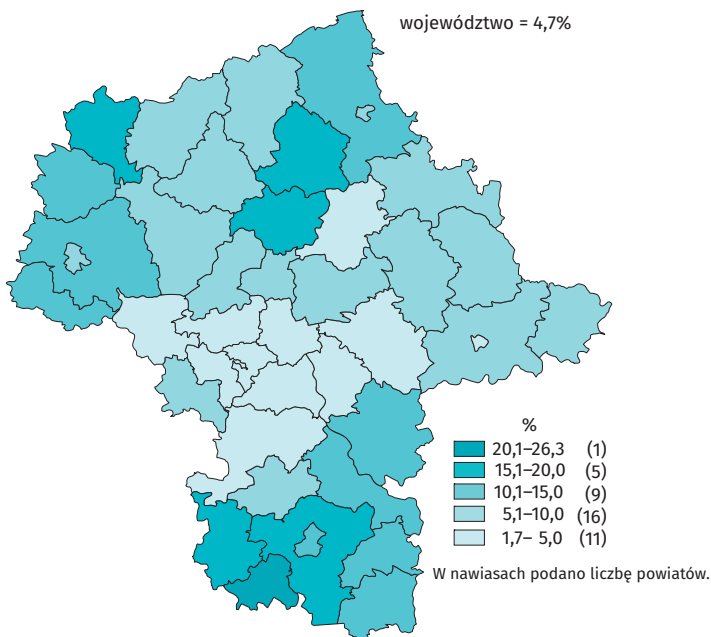 województwo = 4,7%
%
20,1–26,3 (1)
15,1–20,0 (5)
10,1–15,0 (9)
5,1–10,0 (16)
1,7– 5,0 (11)
W nawiasach podano liczbę powiatów.